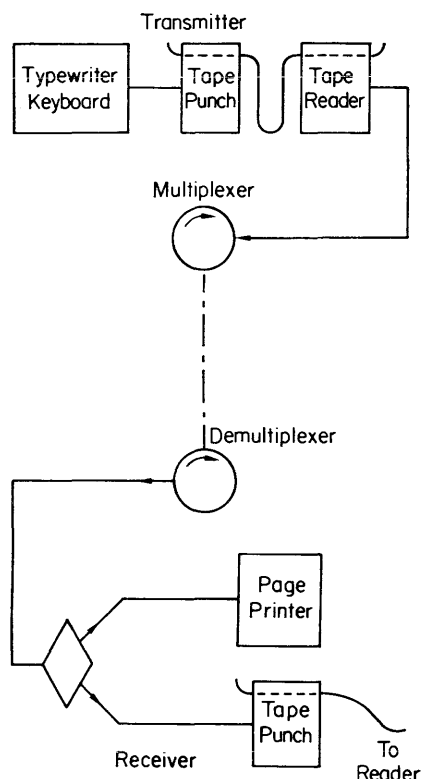 Transmitter
Typewriter
Keyboard
Tape
Punch
Tape
Reader
Multiplexer
Demultiplexer
Page
Printer
Tape
Punch
Receiver
To
Reader